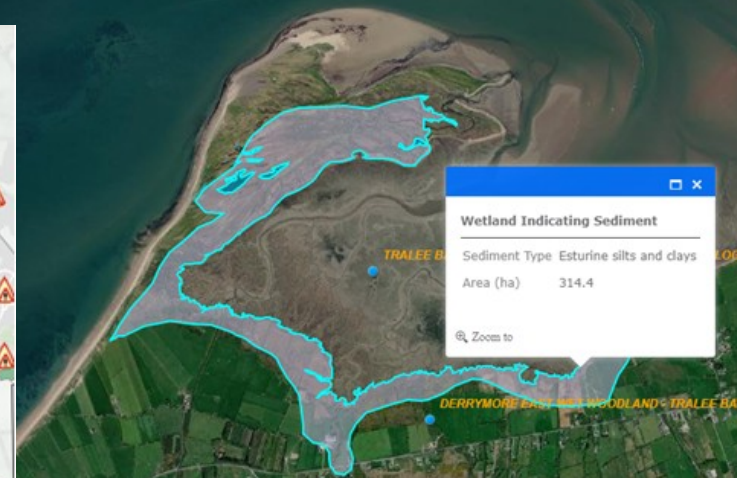 Wetland Indicating Sediment
Sediment Type Esturine silts and clays
Area (ha) 314.4
Zoom to
TRALEE
DERRYMORE EAST WET WOODLAND - TRALEE BA